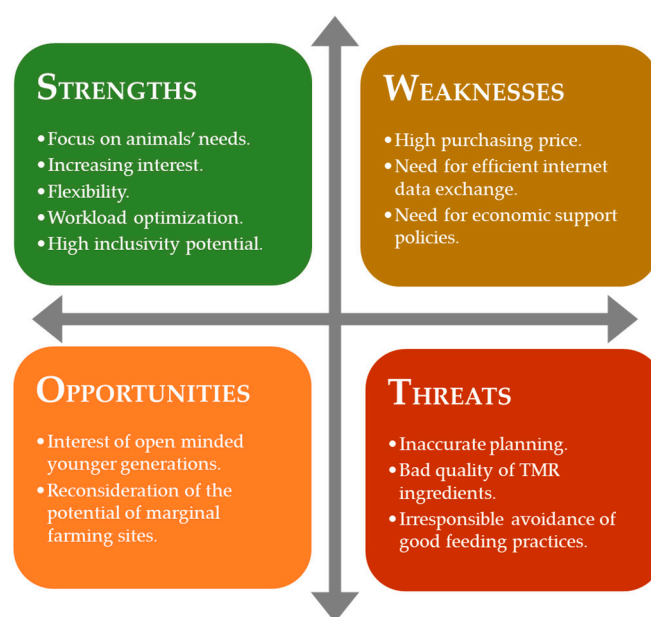 STRENGTHS
•Focus on animals' needs.
•Increasing interest.
•Flexibility.
•Workload optimization.
•High inclusivity potential.
WEAKNESSES
•High purchasing price.
•Need for efficient internet
data exchange.
•Need for economic support
policies.
OPPORTUNITIES
•Interest of open minded
younger generations.
•Reconsideration of the
potential of marginal
farming sites.
THREATS
•Inaccurate planning.
•Bad quality of TMR
ingredients.
•Irresponsible avoidance of
good feeding practices.